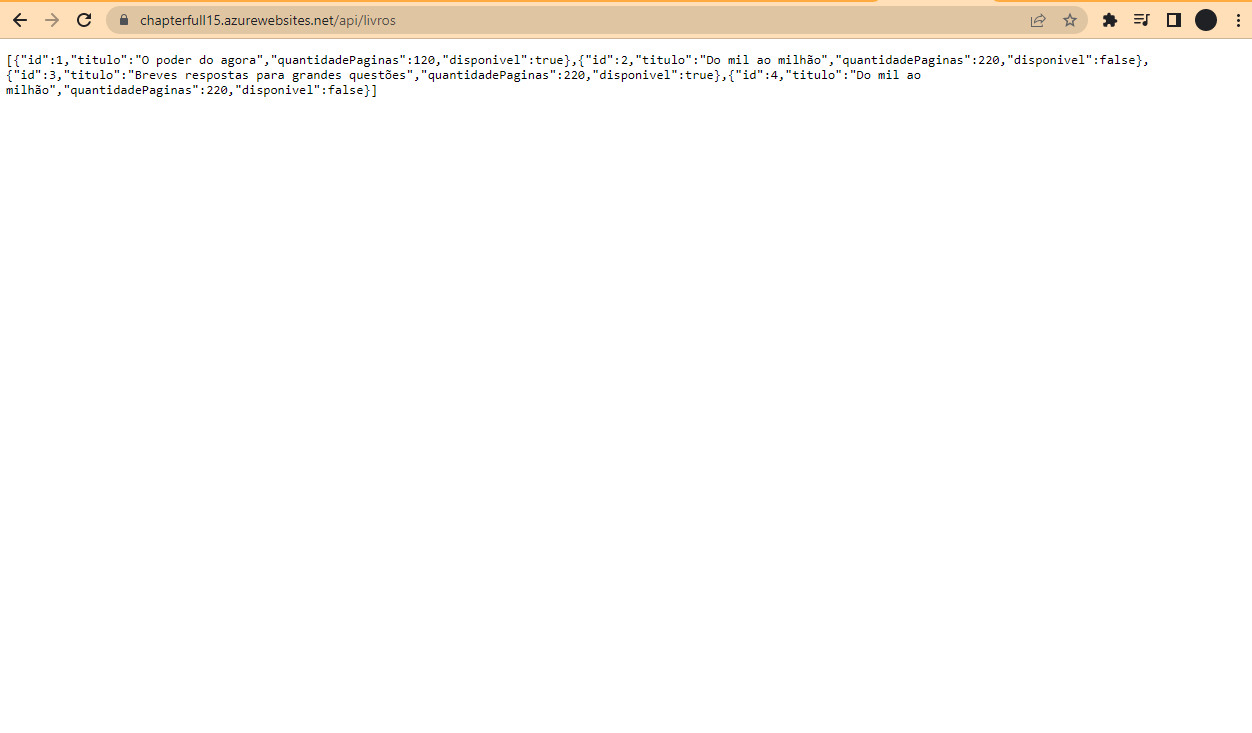 chapterfull15.azurewebsites.net/api/livros
[{"id":1,"titulo":"O poder do agora","quantidadePaginas":120,"disponivel":true},{"id":2,"titulo":"Do mil ao milhão","quantidadePaginas":220,"disponivel":false},
{"id":3,"titulo":"Breves respostas para grandes questões","quantidadePaginas":220,"disponivel":true},{"id":4,"titulo":"Do mil ao
milhão","quantidadePaginas":220,"disponivel":false}]